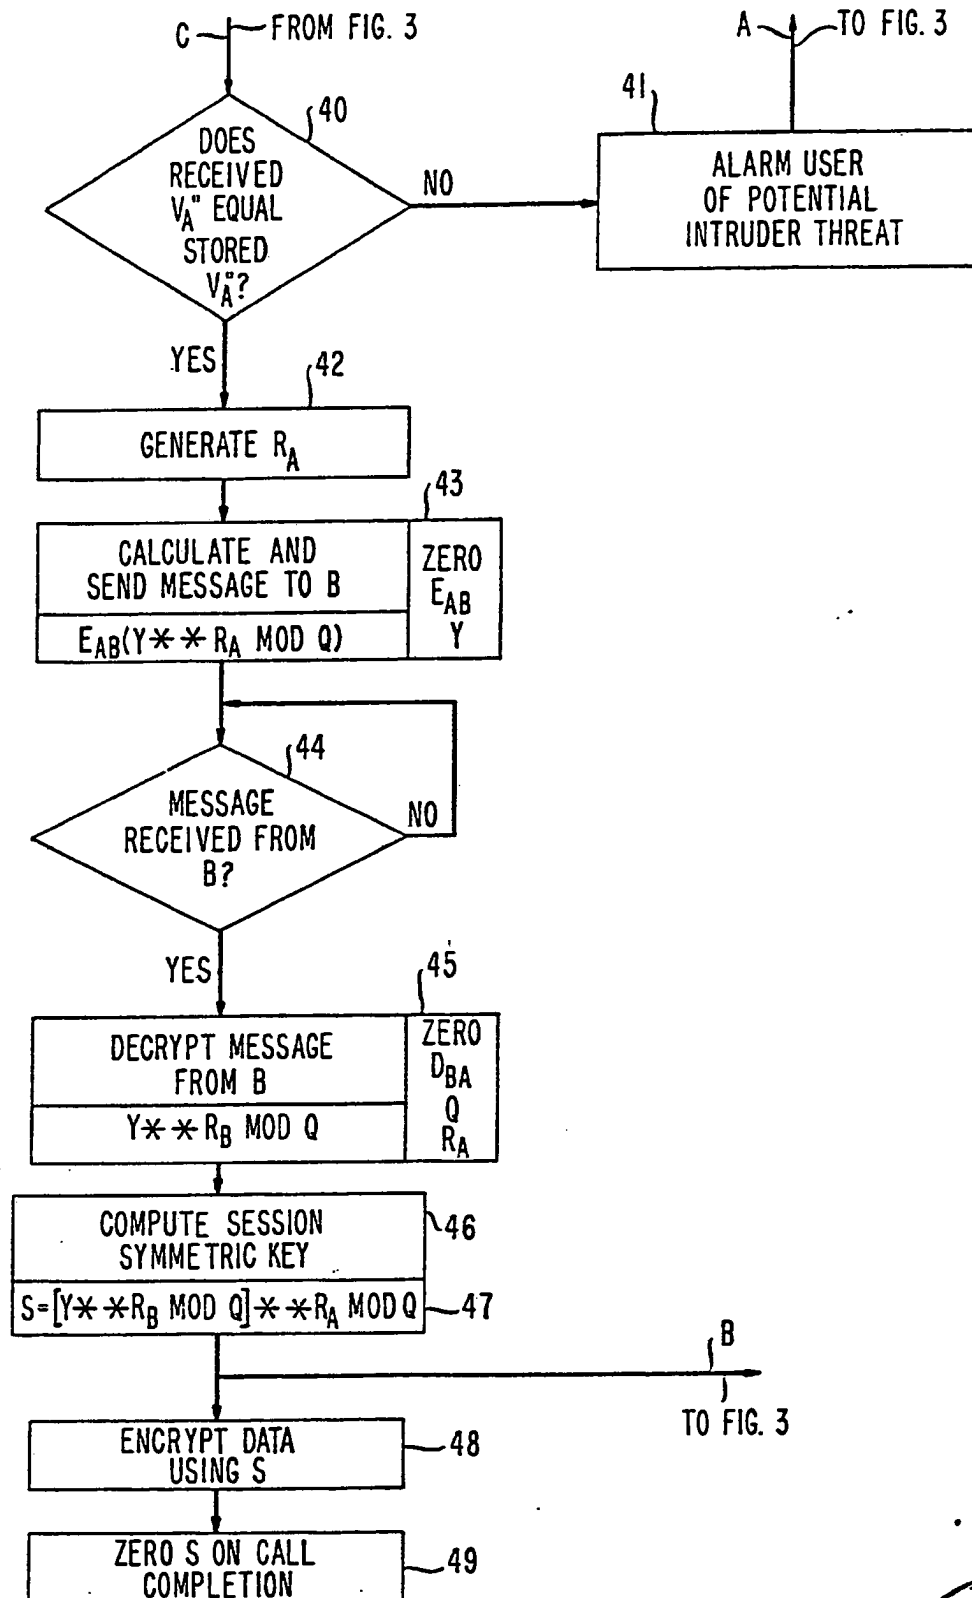 C FROM FIG. 3
A TO FIG. 3
40
DOES
RECEIVED
V_A" EQUAL
STORED
V_A"?
NO
41
ALARM USER
OF POTENTIAL
INTRUDER THREAT
YES
42
GENERATE R_A
43
CALCULATE AND
SEND MESSAGE TO B
E_AB(Y**R_A MOD Q)
ZERO
E_AB
Y
44
MESSAGE
RECEIVED FROM
B?
NO
YES
45
DECRYPT MESSAGE
FROM B
Y**R_B MOD Q
ZERO
D_BA
Q
R_A
COMPUTE SESSION
SYMMETRIC KEY
46
S=[Y**R_B MOD Q]**R_A MOD Q
47
B
TO FIG. 3
ENCRYPT DATA
USING S
48
ZERO S ON CALL
COMPLETION
49